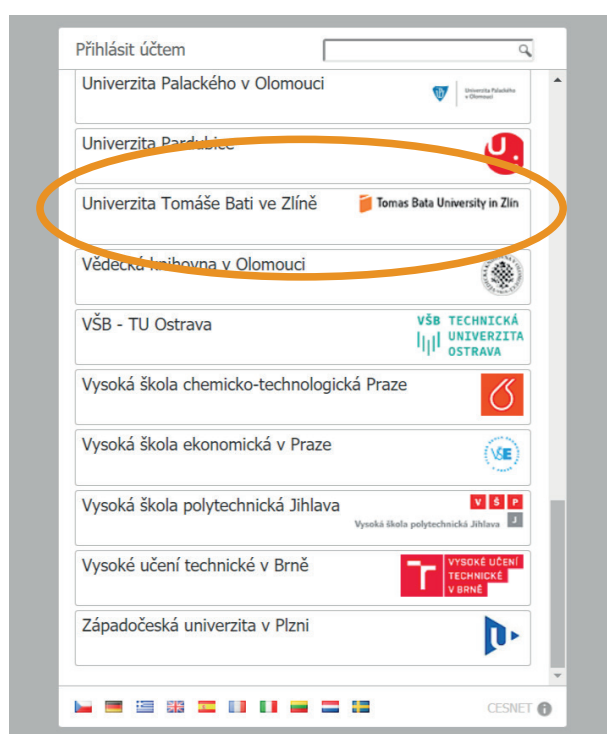 Přihlásit účtem
Univerzita Palackého v Olomouci
Univerzita Palackého
v Olomouci
Univerzita Pardubice
U.
Univerzita Tomáše Bati ve Zlíně
Tomas Bata University in Zlín
Vědecká knihovna v Olomouci
VŠB - TU Ostrava
VŠB TECHNICKÁ
UNIVERZITA
OSTRAVA
Vysoká škola chemicko-technologická Praze
Vysoká škola ekonomická v Praze
VŠE
Vysoká škola polytechnická Jihlava
V Š P
Vysoká škola polytechnická Jihlava J
Vysoké učení technické v Brně
T VYSOKÉ UČENÍ
TECHNICKÉ
V BRNĚ
Západočeská univerzita v Plzni
CESNET i